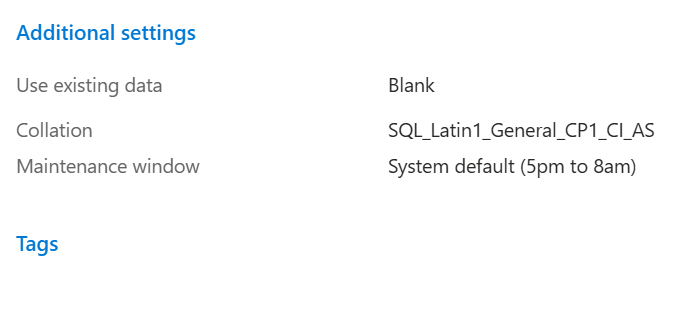 Additional settings
Use existing data Blank
Collation SQL_Latin1_General_CP1_CI_AS
Maintenance window System default (5pm to 8am)
Tags